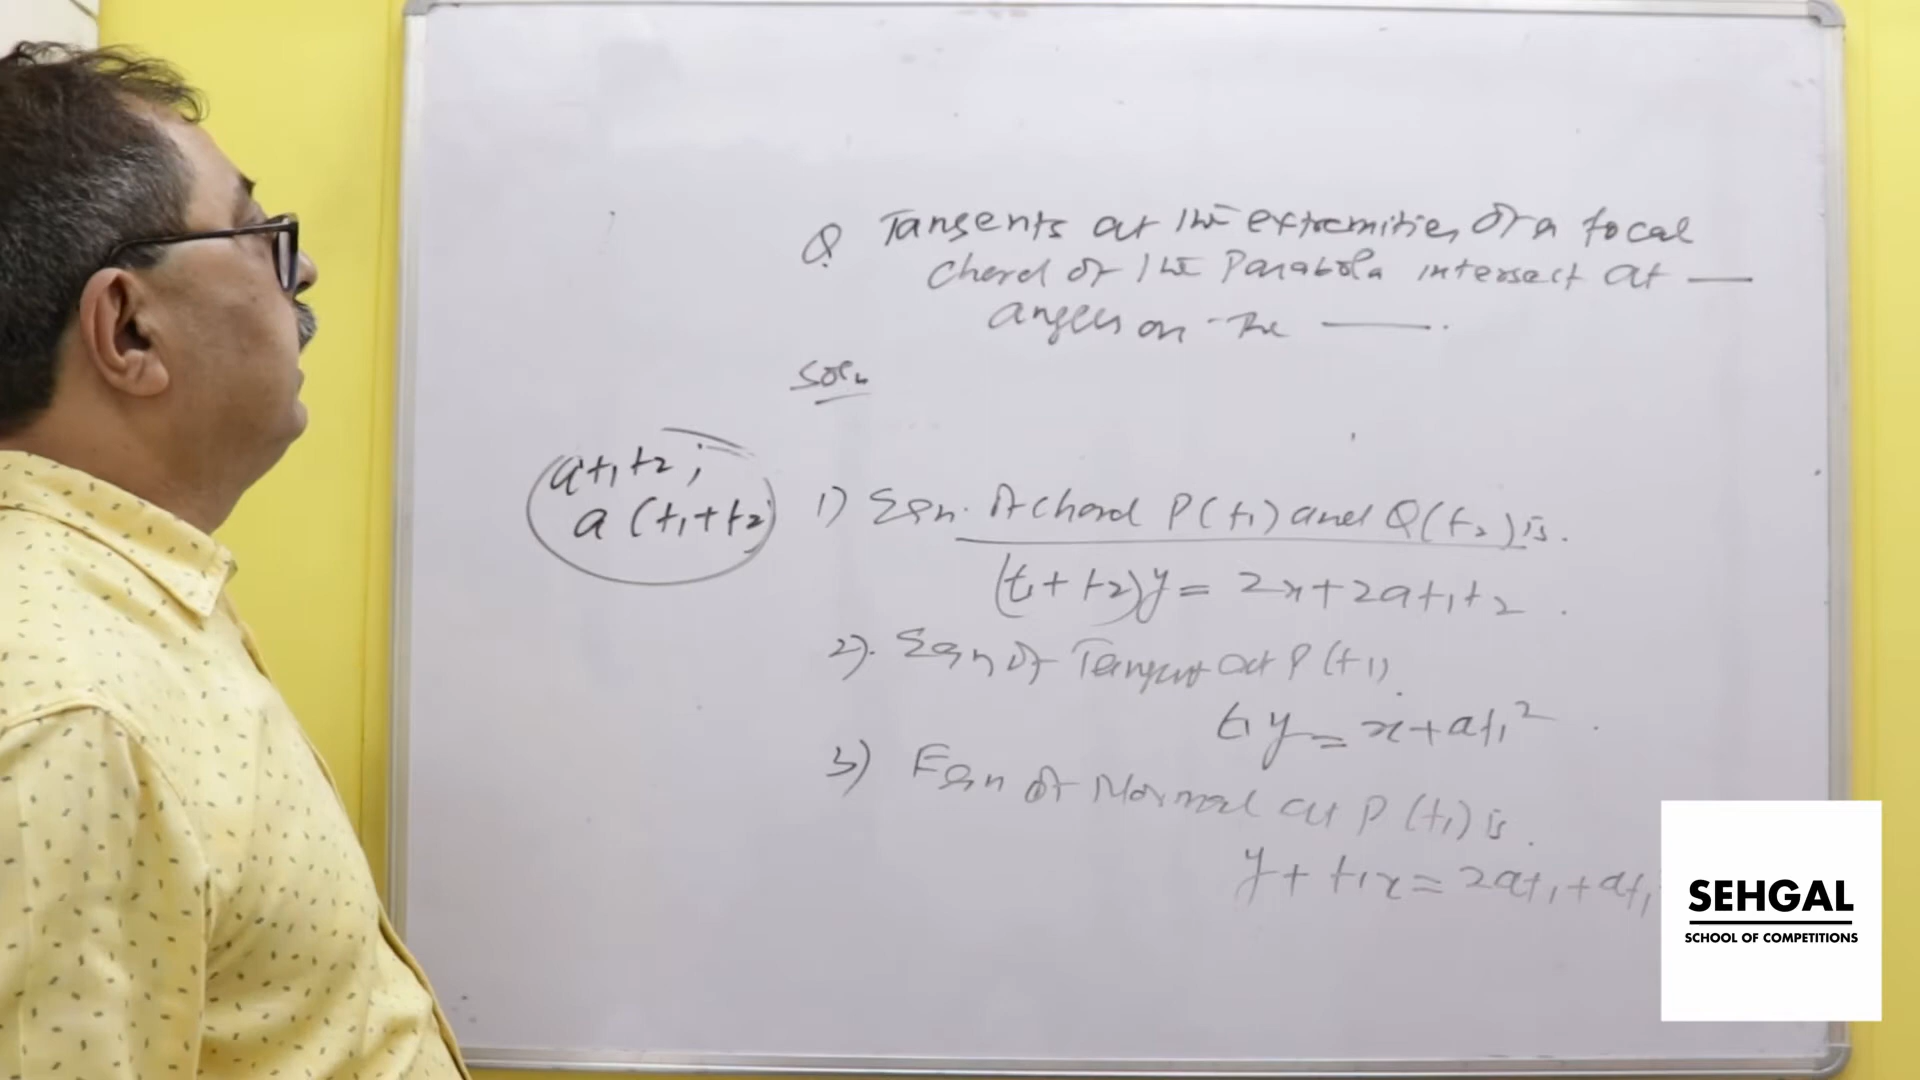 Q Tangents at the extremities of a focal
chord of the Parabola intersect at —
angles on the —.
Soln
at1t2 ;
a (t1+t2)
1) Eqn. of chord P(t1) and Q(t2) is.
(t1+t2)y = 2x+2at1t2 .
2). Eqn of Tangent at P(t1).
t1y = x+at1² .
3) Eqn of Normal at P(t1) is.
y + t1x = 2at1+at1
SEHGAL
SCHOOL OF COMPETITIONS